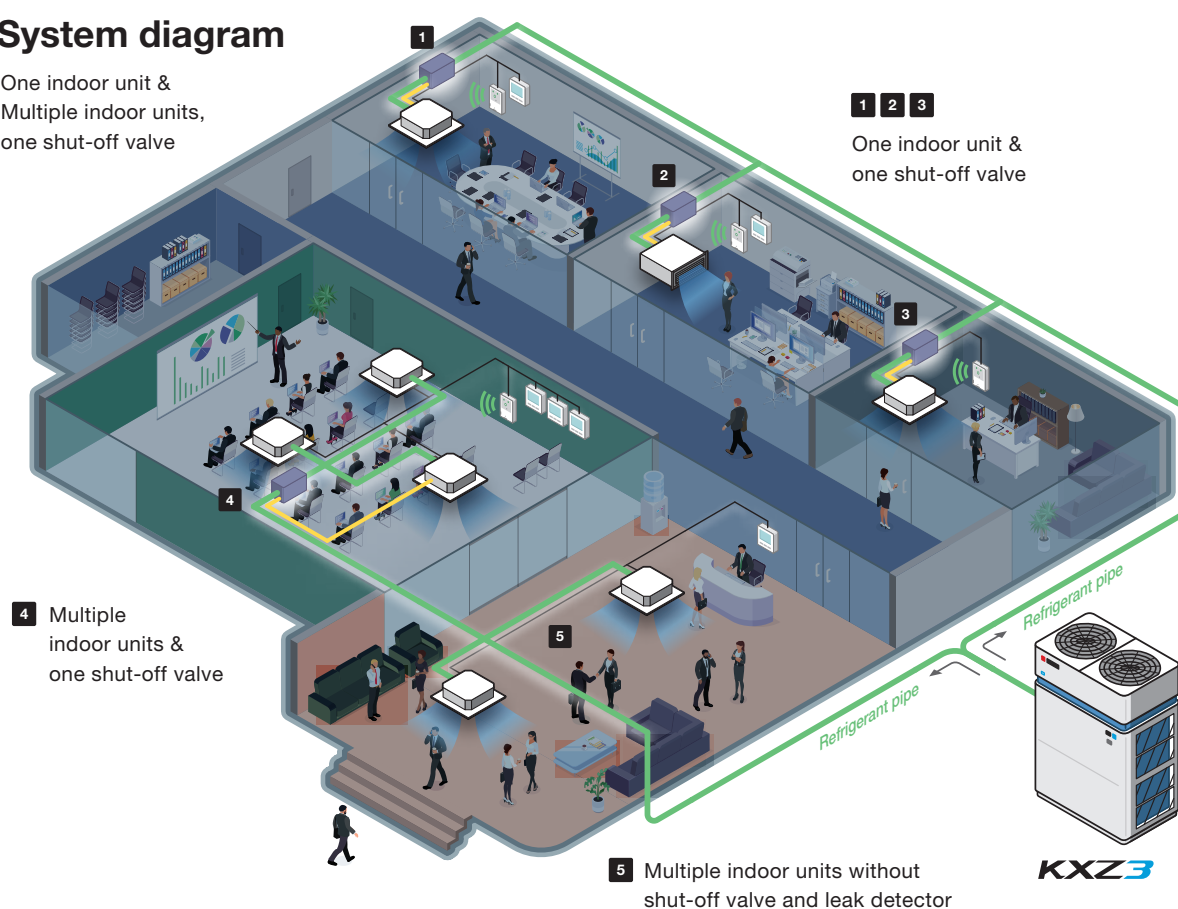 System diagram
One indoor unit &
Multiple indoor units,
one shut-off valve
1
1 2 3
One indoor unit &
one shut-off valve
2
3
4
4 Multiple
indoor units &
one shut-off valve
5
Refrigerant pipe
Refrigerant pipe
KXZ3
5 Multiple indoor units without
shut-off valve and leak detector